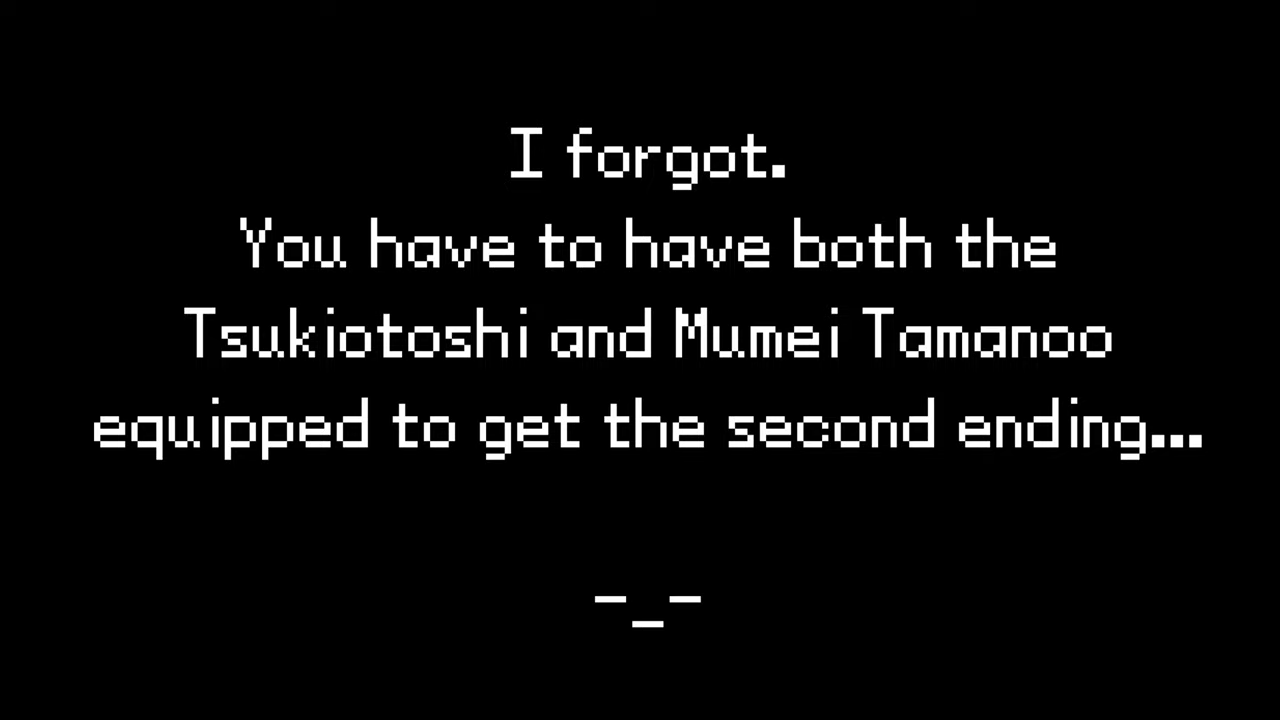 I forgot.
You have to have both the
Tsukiotoshi and Mumei Tamanoo
equipped to get the second ending...
-_-